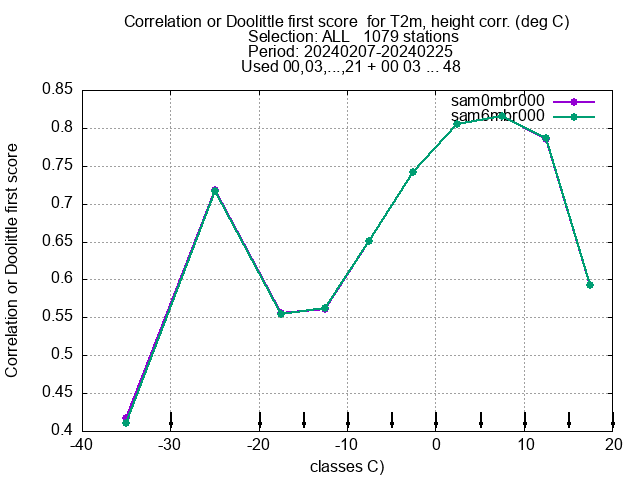 Correlation or Doolittle first score  for T2m, height corr. (deg C)
Selection: ALL   1079 stations
Period: 20240207-20240225
Used 00,03,...,21 + 00 03 ... 48
sam0mbr000
sam6mbr000
Correlation or Doolittle first score
0.85
0.8
0.75
0.7
0.65
0.6
0.55
0.5
0.45
0.4
-40 -30 -20 -10 0 10 20
classes C)